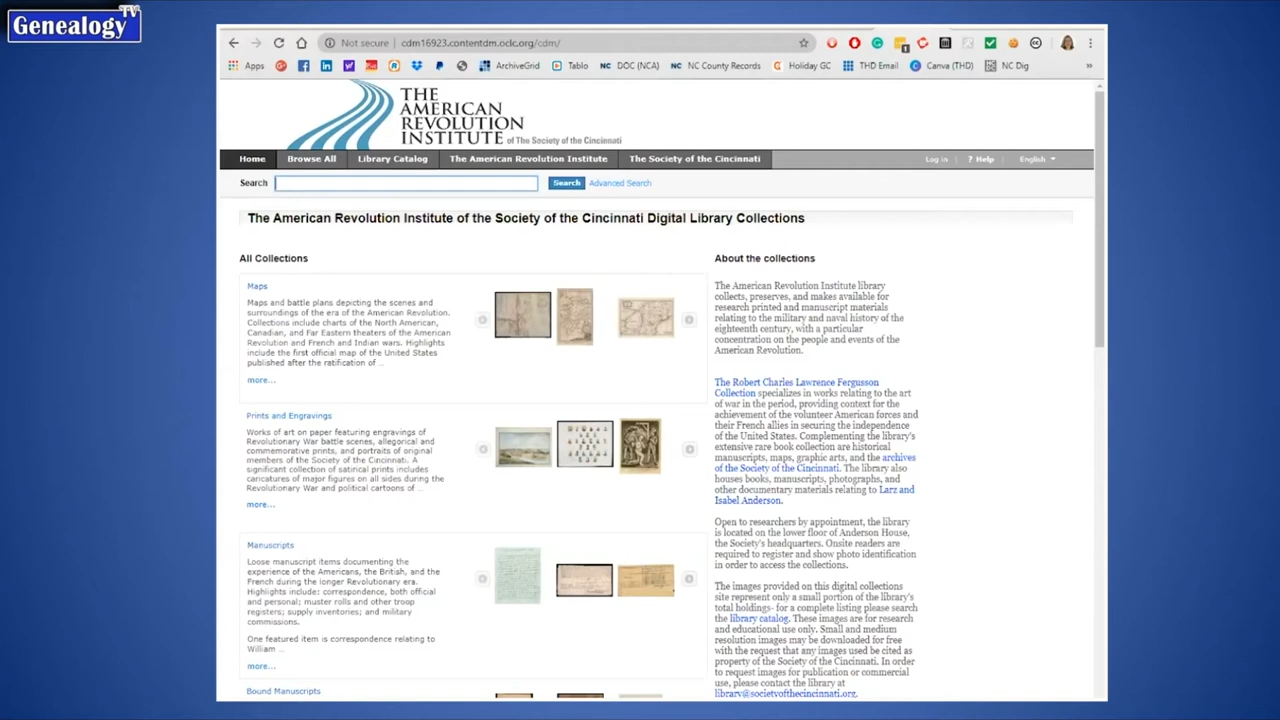 Genealogy TV
Not secure | cdm16923.contentdm.oclc.org/cdm/
Apps ArchiveGrid Tablo NC DOC (NCA) NC NC County Records Holiday GC THD Email Canva (THD) NC Dig »
THE
AMERICAN
REVOLUTION
INSTITUTE of The Society of the Cincinnati
Home Browse All Library Catalog The American Revolution Institute The Society of the Cincinnati Log in | ? Help | English
Search Search Advanced Search
The American Revolution Institute of the Society of the Cincinnati Digital Library Collections
All Collections
Maps
Maps and battle plans depicting the scenes and
surroundings of the era of the American Revolution.
Collections include charts of the North American,
Canadian, and Far Eastern theaters of the American
Revolution and French and Indian wars. Highlights
include the first official map of the United States
published after the ratification of ...
more...
Prints and Engravings
Works of art on paper featuring engravings of
Revolutionary War battle scenes, allegorical and
commemorative prints, and portraits of original
members of the Society of the Cincinnati. A
significant collection of satirical prints includes
caricatures of major figures on all sides during the
Revolutionary War and political cartoons of ...
more...
Manuscripts
Loose manuscript items documenting the
experience of the Americans, the British, and the
French during the longer Revolutionary era.
Highlights include: correspondence, both official
and personal; muster rolls and other troop
registers; supply inventories; and military
commissions.
One featured item is correspondence relating to
William ...
more...
Bound Manuscripts
About the collections
The American Revolution Institute library
collects, preserves, and makes available for
research printed and manuscript materials
relating to the military and naval history of the
eighteenth century, with a particular
concentration on the people and events of the
American Revolution.
The Robert Charles Lawrence Fergusson
Collection specializes in works relating to the art
of war in the period, providing context for the
achievement of the volunteer American forces and
their French allies in securing the independence
of the United States. Complementing the library's
extensive rare book collection are historical
manuscripts, maps, graphic arts, and the archives
of the Society of the Cincinnati. The library also
houses books, manuscripts, photographs, and
other documentary materials relating to Larz and
Isabel Anderson.
Open to researchers by appointment, the library
is located on the lower floor of Anderson House,
the Society's headquarters. Onsite readers are
required to register and show photo identification
in order to access the collections.
The images provided on this digital collections
site represent only a small portion of the library's
total holdings- for a complete listing please search
the library catalog. These images are for research
and educational use only. Small and medium
resolution images may be downloaded for free
with the request that any images used be cited as
property of the Society of the Cincinnati. In order
to request images for publication or commercial
use, please contact the library at
library@societyofthecincinnati.org.